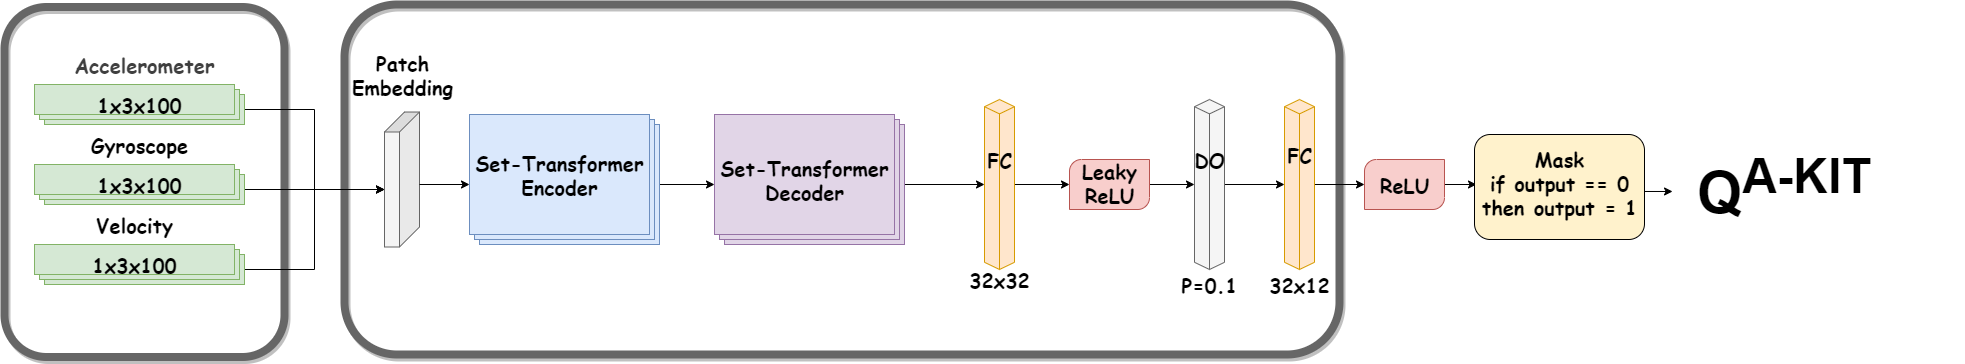 Accelerometer
1x3x100
Gyroscope
1x3x100
Velocity
1x3x100
Patch
Embedding
Set-Transformer
Encoder
Set-Transformer
Decoder
FC
32x32
Leaky
ReLU
DO
P=0.1
FC
32x12
ReLU
Mask
if output == 0
then output = 1
Q^A-KIT